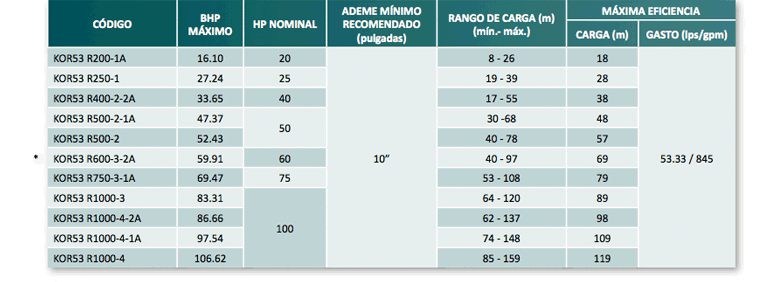 CÓDIGO BHP MÁXIMO HP NOMINAL ADEME MÍNIMO RECOMENDADO (pulgadas) RANGO DE CARGA (m) (mín.- máx.) MÁXIMA EFICIENCIA
CARGA (m) GASTO (lps/gpm)
KOR53 R200-1A 16.10 20 8 - 26 18
KOR53 R250-1 27.24 25 19 - 39 28
KOR53 R400-2-2A 33.65 40 17 - 55 38
KOR53 R500-2-1A 47.37 50 30 -68 48
KOR53 R500-2 52.43 40 - 78 57
* KOR53 R600-3-2A 59.91 60 10” 40 - 97 69 53.33 / 845
KOR53 R750-3-1A 69.47 75 53 - 108 79
KOR53 R1000-3 83.31 100 64 - 120 89
KOR53 R1000-4-2A 86.66 62 - 137 98
KOR53 R1000-4-1A 97.54 74 - 148 109
KOR53 R1000-4 106.62 85 - 159 119